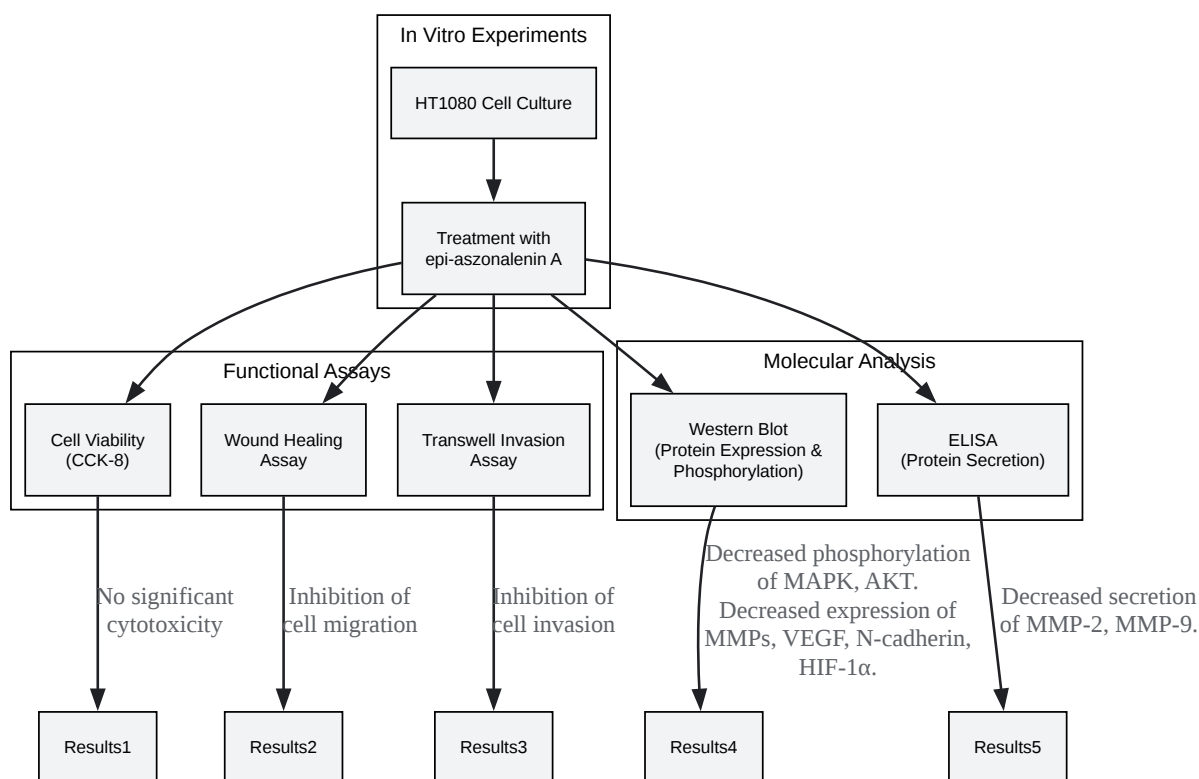 In Vitro Experiments
HT1080 Cell Culture
Treatment with
epi-aszonalenin A
Functional Assays
Molecular Analysis
Cell Viability
(CCK-8)
Wound Healing
Assay
Transwell Invasion
Assay
Western Blot
(Protein Expression &
Phosphorylation)
ELISA
(Protein Secretion)
No significant
cytotoxicity
Inhibition of
cell migration
Inhibition of
cell invasion
Decreased phosphorylation
of MAPK, AKT.
Decreased expression of
MMPs, VEGF, N-cadherin,
HIF-1α.
Decreased secretion
of MMP-2, MMP-9.
Results1
Results2
Results3
Results4
Results5